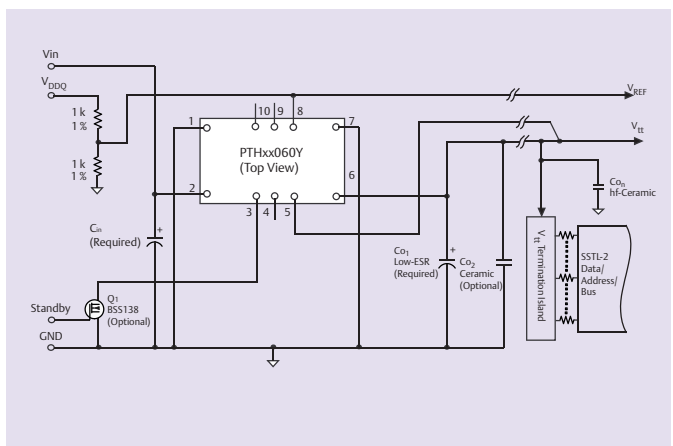 Vin
VDDQ
1 k
1 %
1 k
1 %
VREF
Vtt
1
2
3
4
5
6
7
8
9
10
PTHxx060Y
(Top View)
Cin
(Required)
+
Co1
Low-ESR
(Required)
+
Co2
Ceramic
(Optional)
Con
hf-Ceramic
Vtt Termination Island
SSTL-2
Data/
Address/
Bus
Standby
Q1
BSS138
(Optional)
GND